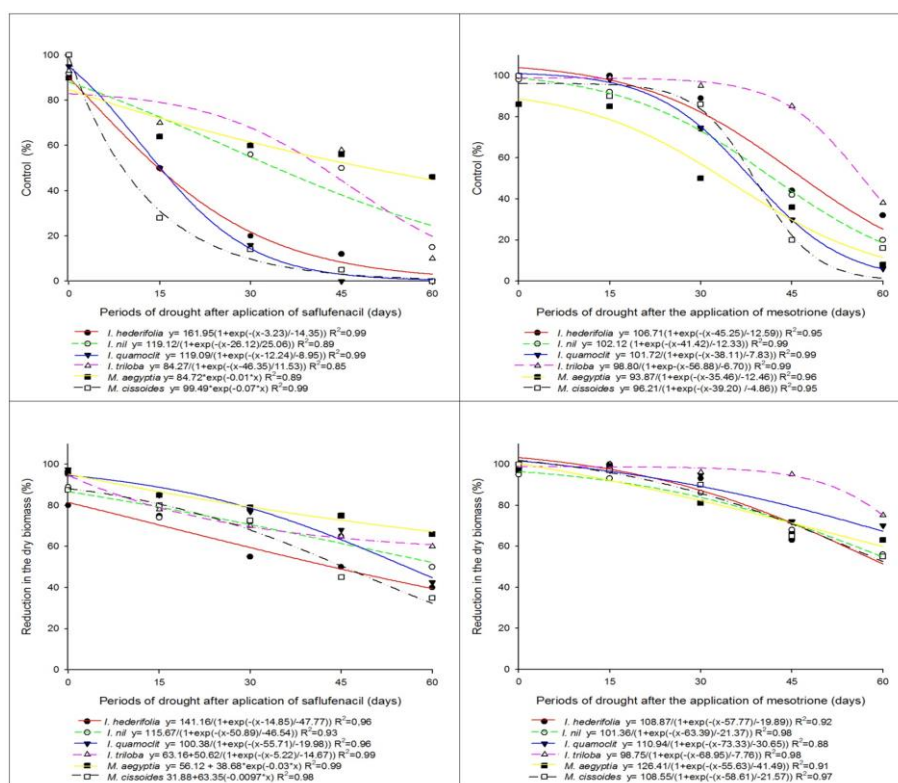 100
80
60
40
20
0
Control (%)
0 15 30 45 60
Periods of drought after aplication of saflufenacil (days)
I. hederifolia y= 161.95(1+exp(-(x-3.23)/-14,35)) R²=0.99
I. nil y= 119.12/(1+exp(-(x-26.12)/25.06)) R²=0.89
I. quamoclit y= 119.09/(1+exp(-(x-12.24)/-8.95)) R²=0.99
I. triloba y= 84.27/(1+exp(-(x-46.35)/11.53)) R²=0.85
M. aegyptia y= 84.72*exp(-0.01*x) R²=0.89
M. cissoides y= 99.49*exp(-0.07*x) R²=0.99
100
80
60
40
20
0
Control (%)
0 15 30 45 60
Periods of drought after the application of mesotrione (days)
I. hederifolia y= 106.71(1+exp(-(x-45.25)/-12.59)) R²=0.95
I. nil y= 102.12 (1+exp(-(x-41.42)/-12.33)) R²=0.99
I. quamoclit y= 101.72/(1+exp(-(x-38.11)/-7.83)) R²=0.99
I. triloba y= 98.80/(1+exp-(x-56.88)/-6.70)) R²=0.99
M. aegyptia y= 93.87/(1+exp(-(x-35.46)/-12.46)) R²=0.96
M. cissoides y= 96.21/(1+exp(-(x-39.20) /-4.86)) R²=0.95
100
80
60
40
20
0
Reduction in the dry biomass (%)
0 15 30 45 60
Periods of drought after aplication of saflufenacil (days)
I. hederifolia y= 141.16/(1+exp(-(x-14.85)/-47.77)) R²=0,96
I. nil y= 115.67/(1+exp(-(x-50.89)/-46.54)) R²=0.93
I. quamoclit y= 100.38/(1+exp(-(x-55.71)/-19.98)) R²=0.96
I. triloba y= 63.16+50.62/(1+exp(-(x-5.22)/-14.67)) R²=0.99
M. aegyptia y= 56.12 + 38.68*exp(-0.03*x) R²=0.99
M. cissoides 31.88+63.35(-0.0097*x) R²=0.98
100
80
60
40
20
0
Reduction in the dry biomass (%)
0 15 30 45 60
Periods of drought after the application of mesotrione (days)
I. hederifolia y= 108.87/(1+exp(-(x-57.77)/-19.89)) R²=0.92
I. nil y= 101.36/(1+exp(-(x-63.39)/-21.37)) R²=0.98
I. quamoclit y= 110.94/(1+exp(-(x-73.33)/-30.65)) R²=0.88
I. triloba y= 98.75/(1+exp(-(x-68.95)/-7.76)) R²=0.98
M. aegyptia y= 126.41/(1+exp(-(x-55.63)/-41.49)) R²=0.91
M. cissoides y= 108.55/(1+exp(-(x-58.61)/-21.57)) R²=0.91